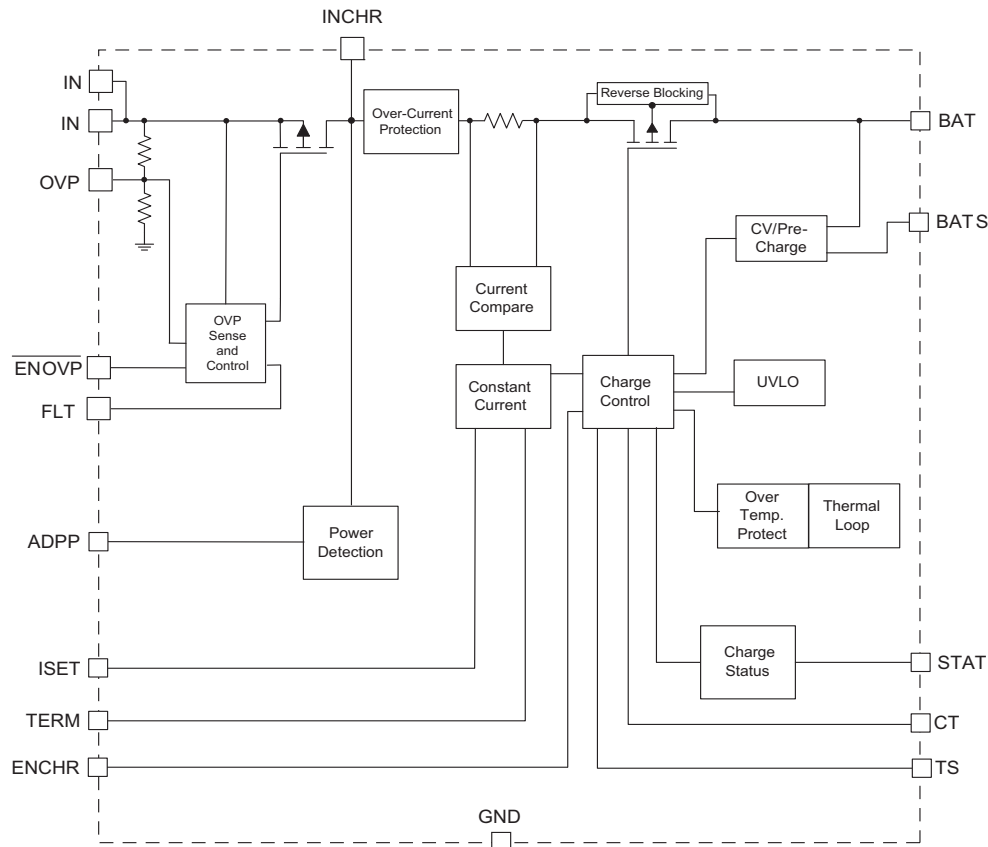 INCHR
IN
IN
OVP
ENOVP
FLT
ADPP
ISET
TERM
ENCHR
Over-Current
Protection
Reverse Blocking
BAT
BATS
CV/Pre-
Charge
Current
Compare
OVP
Sense
and
Control
Constant
Current
Charge
Control
UVLO
Over
Temp.
Protect
Thermal
Loop
Power
Detection
Charge
Status
STAT
CT
TS
GND